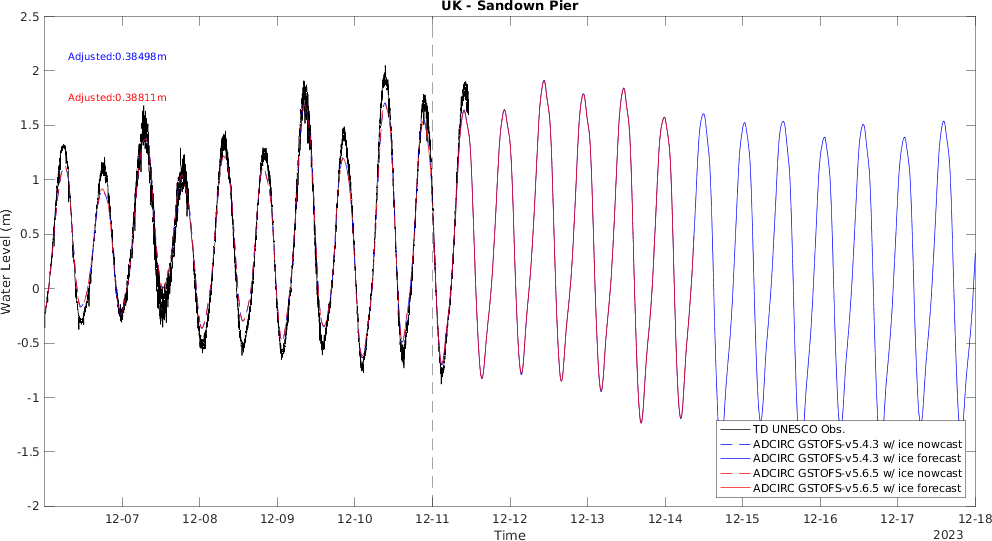 UK - Sandown Pier
2.5
2
1.5
1
0.5
0
-0.5
-1
-1.5
-2
Water Level (m)
Adjusted:0.38498m
Adjusted:0.38811m
TD UNESCO Obs.
ADCIRC GSTOFS-v5.4.3 w/ ice nowcast
ADCIRC GSTOFS-v5.4.3 w/ ice forecast
ADCIRC GSTOFS-v5.6.5 w/ ice nowcast
ADCIRC GSTOFS-v5.6.5 w/ ice forecast
12-07 12-08 12-09 12-10 12-11 12-12 12-13 12-14 12-15 12-16 12-17 12-18
Time
2023